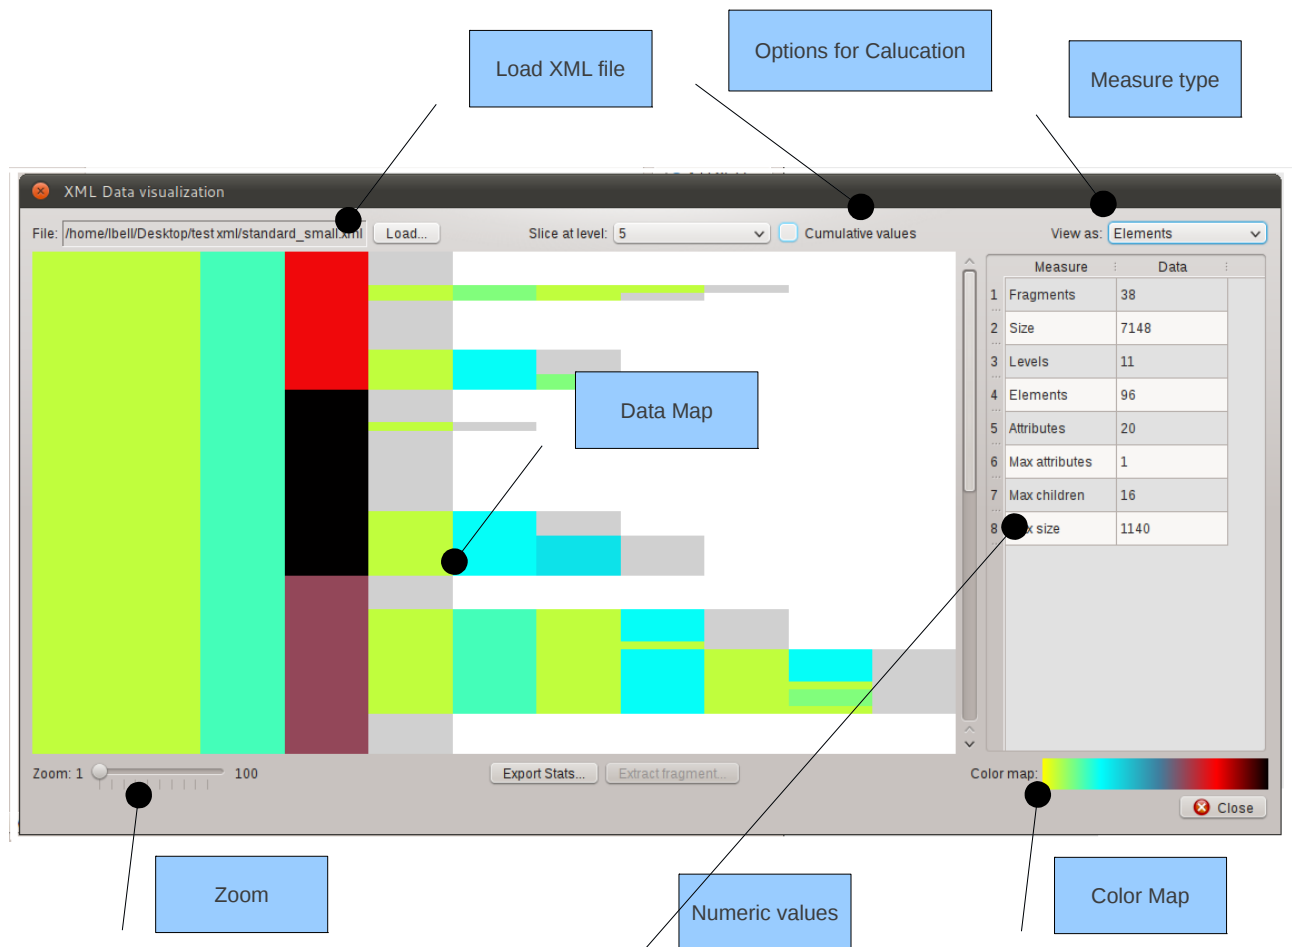 Load XML file
Options for Calucation
Measure type
XML Data visualization
File: /home/lbell/Desktop/test xml/standard_small.xml Load... Slice at level: 5 Cumulative values View as: Elements
Measure Data
1 Fragments 38
2 Size 7148
3 Levels 11
4 Elements 96
5 Attributes 20
6 Max attributes 1
7 Max children 16
8 size 1140
Data Map
Zoom: 1 100 Export Stats... Extract fragment... Color map:
Close
Zoom
Numeric values
Color Map